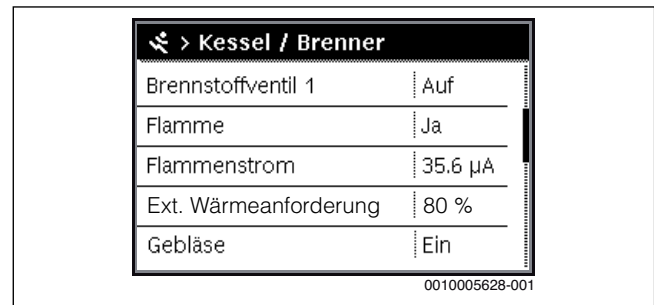 > Kessel / Brenner
Brennstoffventil 1 Auf
Flamme Ja
Flammenstrom 35.6 µA
Ext. Wärmeanforderung 80 %
Gebläse Ein
0010005628-001